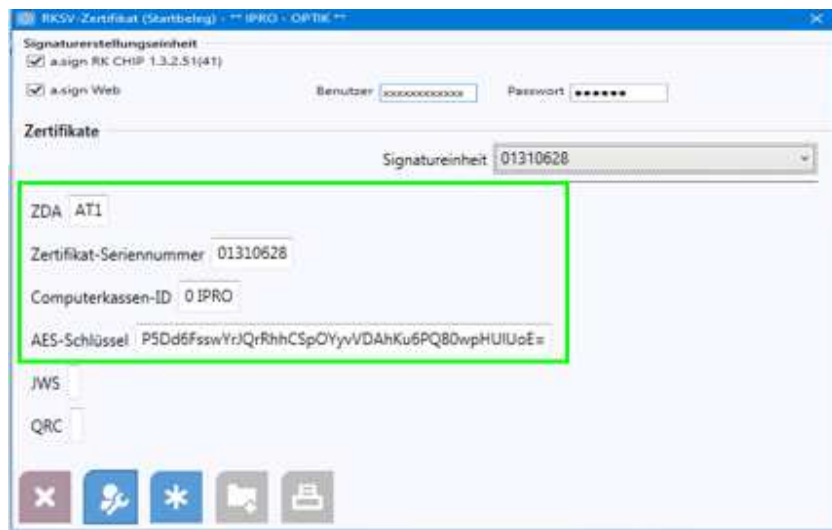 RKSV-Zertifikat (Startbeleg) - ** IPRO - OPTIK **
Signaturerstellungseinheit
a.sign RK CHIP 1.3.2.51(41)
a.sign Web Benutzer xxxxxxxxxxxx Passwort ●●●●●●
Zertifikate
Signatureinheit 01310628
ZDA AT1
Zertifikat-Seriennummer 01310628
Computerkassen-ID 0 IPRO
AES-Schlüssel
JWS
QRC